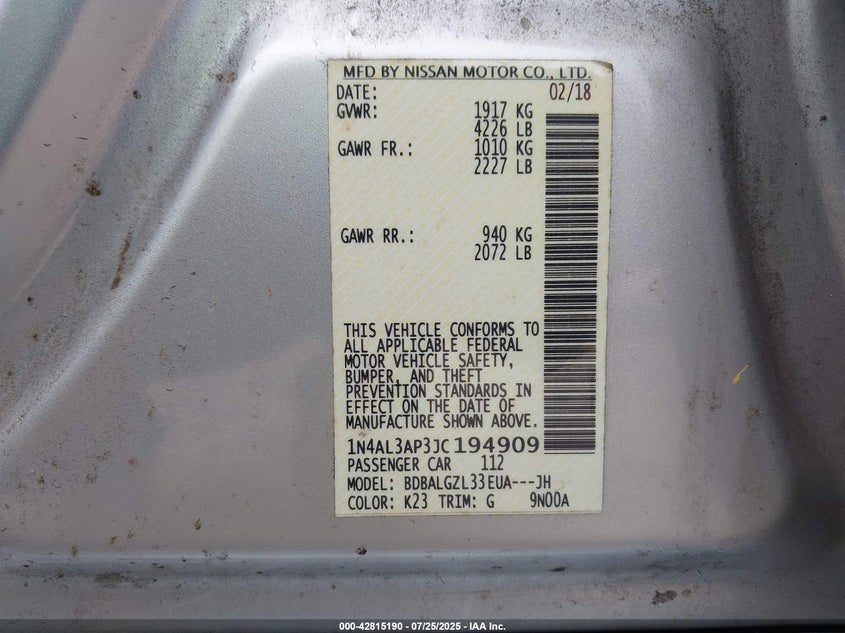 MFD BY NISSAN MOTOR CO., LTD.
DATE: 02/18
GVWR: 1917 KG
4226 LB
GAWR FR.: 1010 KG
2227 LB
GAWR RR.: 940 KG
2072 LB
THIS VEHICLE CONFORMS TO
ALL APPLICABLE FEDERAL
MOTOR VEHICLE SAFETY,
BUMPER, AND THEFT
PREVENTION STANDARDS IN
EFFECT ON THE DATE OF
MANUFACTURE SHOWN ABOVE.
1N4AL3AP3JC194909
PASSENGER CAR 112
MODEL: BDBALGZL33EUA---JH
COLOR: K23 TRIM: G 9N00A
000-42815190 - 07/25/2025 - IAA Inc.